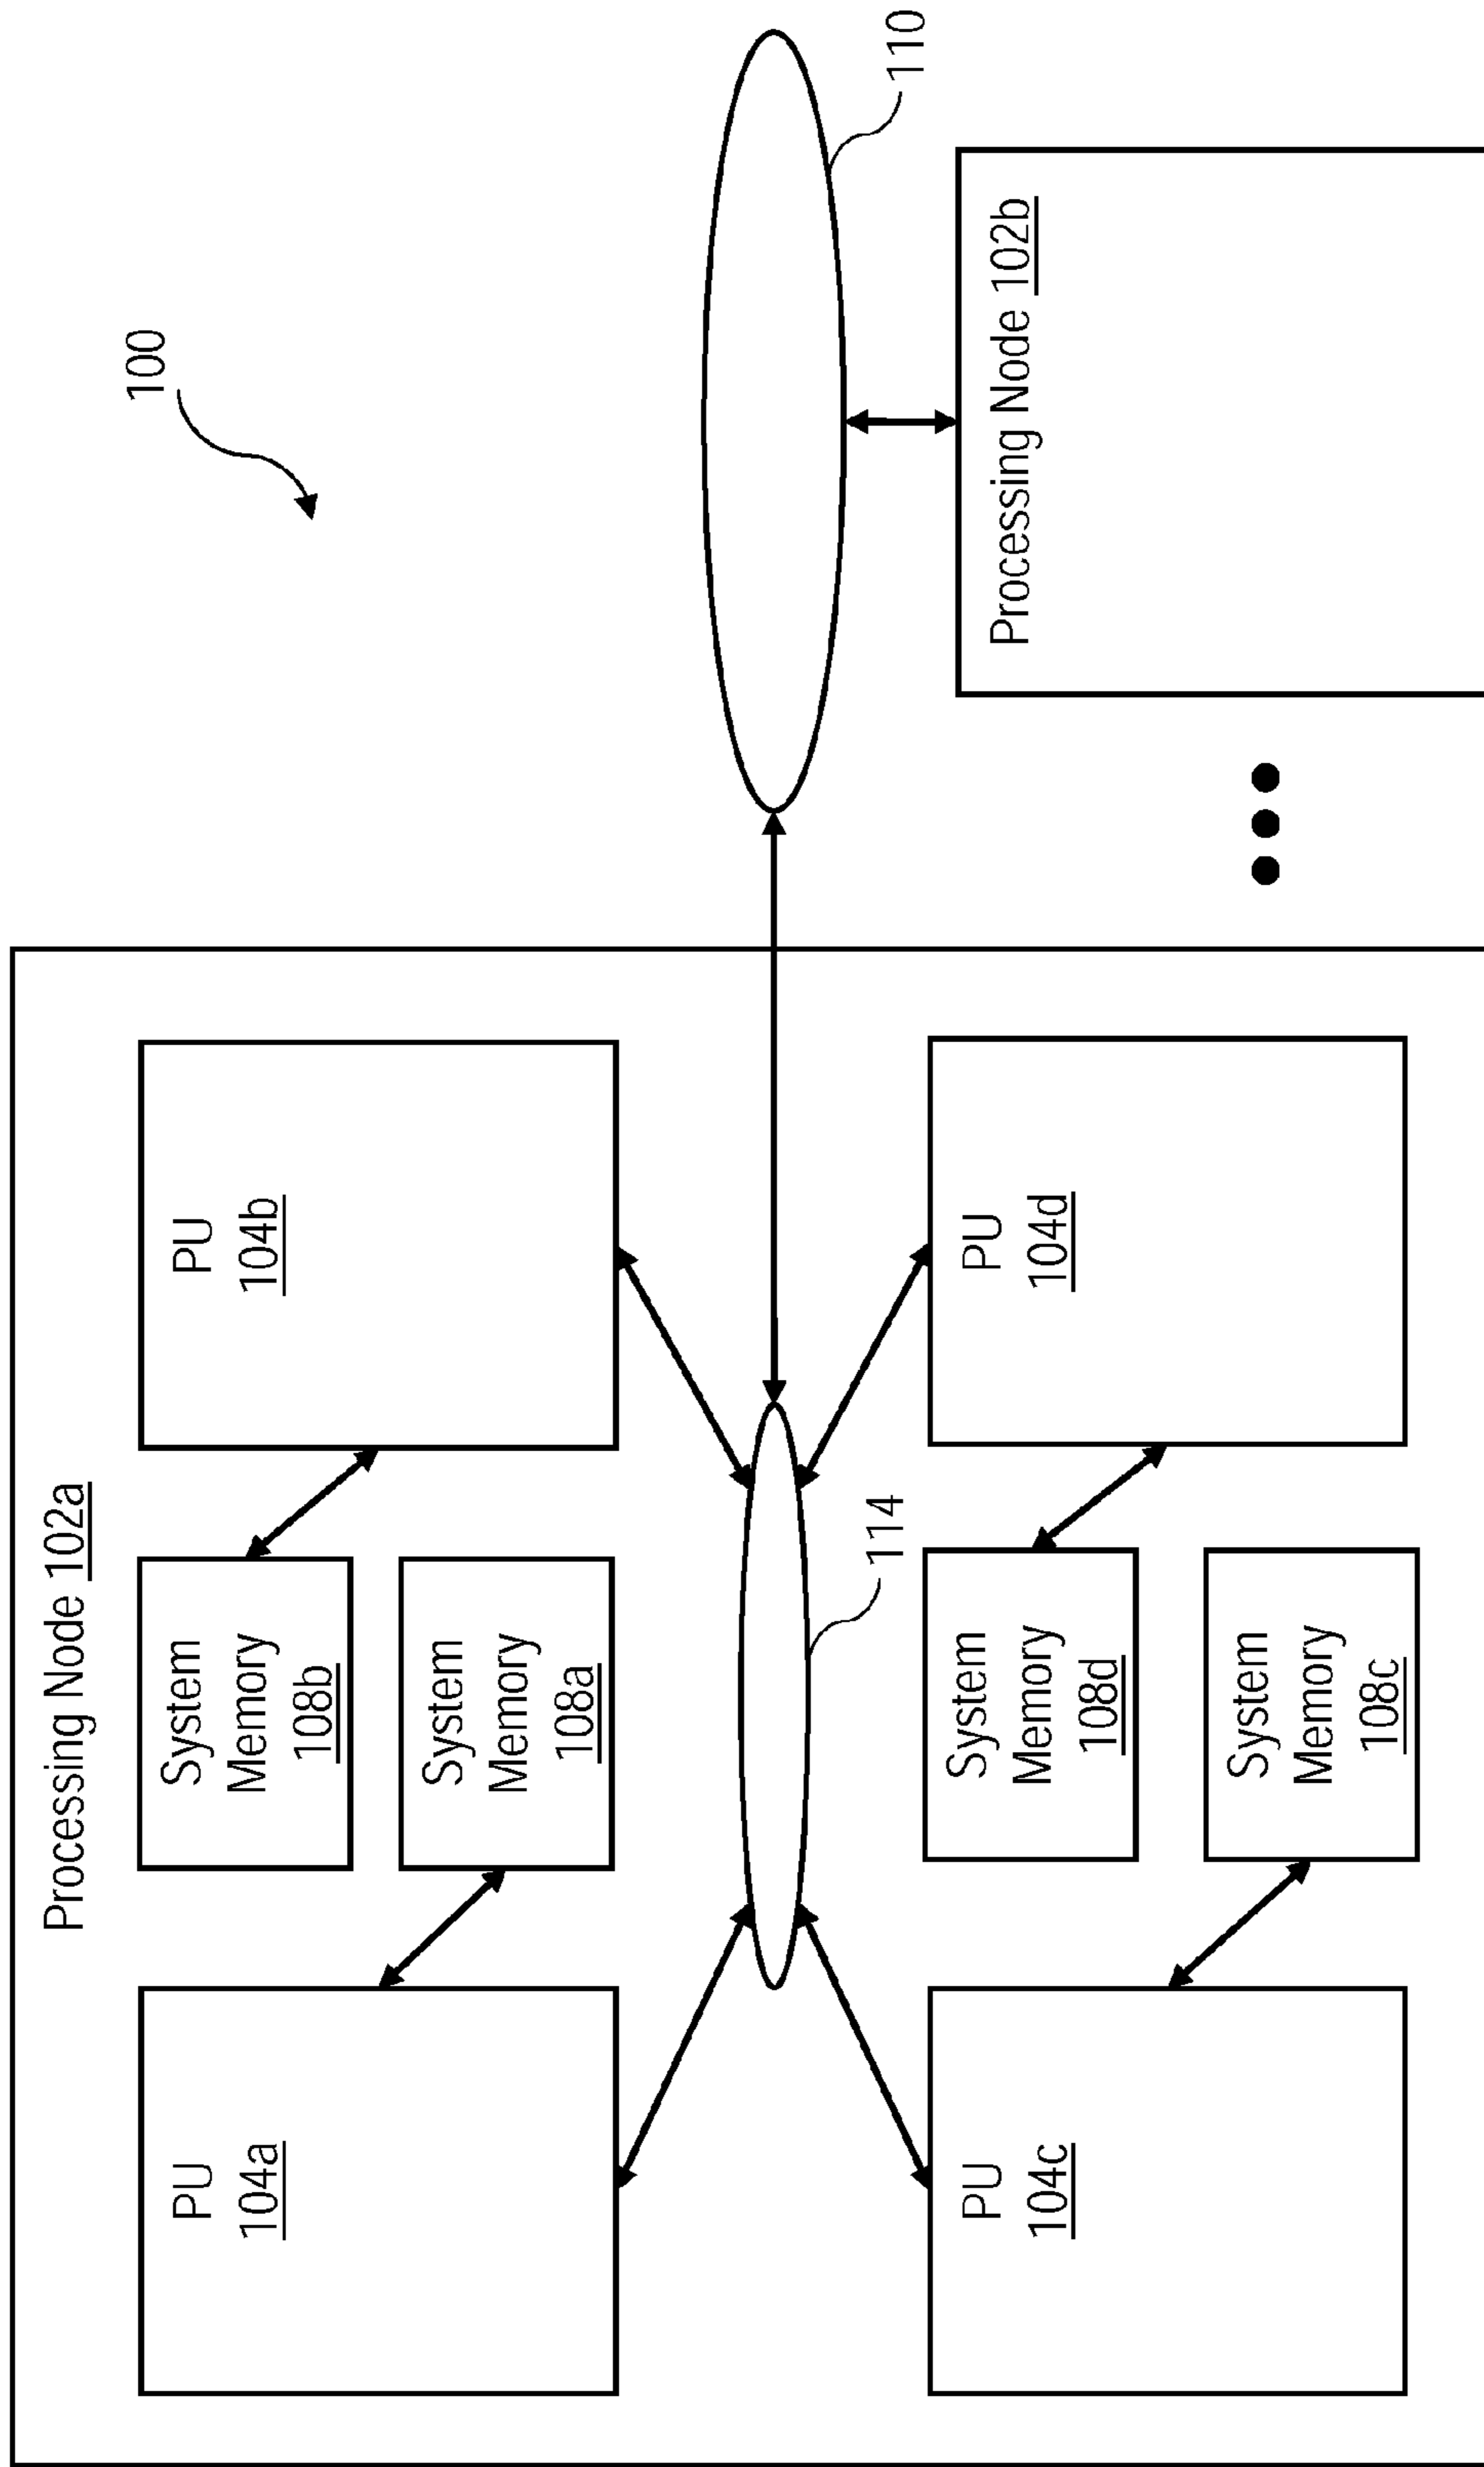 100
Processing Node 102a
PU
104a
System
Memory
108b
PU
104b
System
Memory
108a
110
114
Processing Node 102b
PU
104c
System
Memory
108d
PU
104d
System
Memory
108c